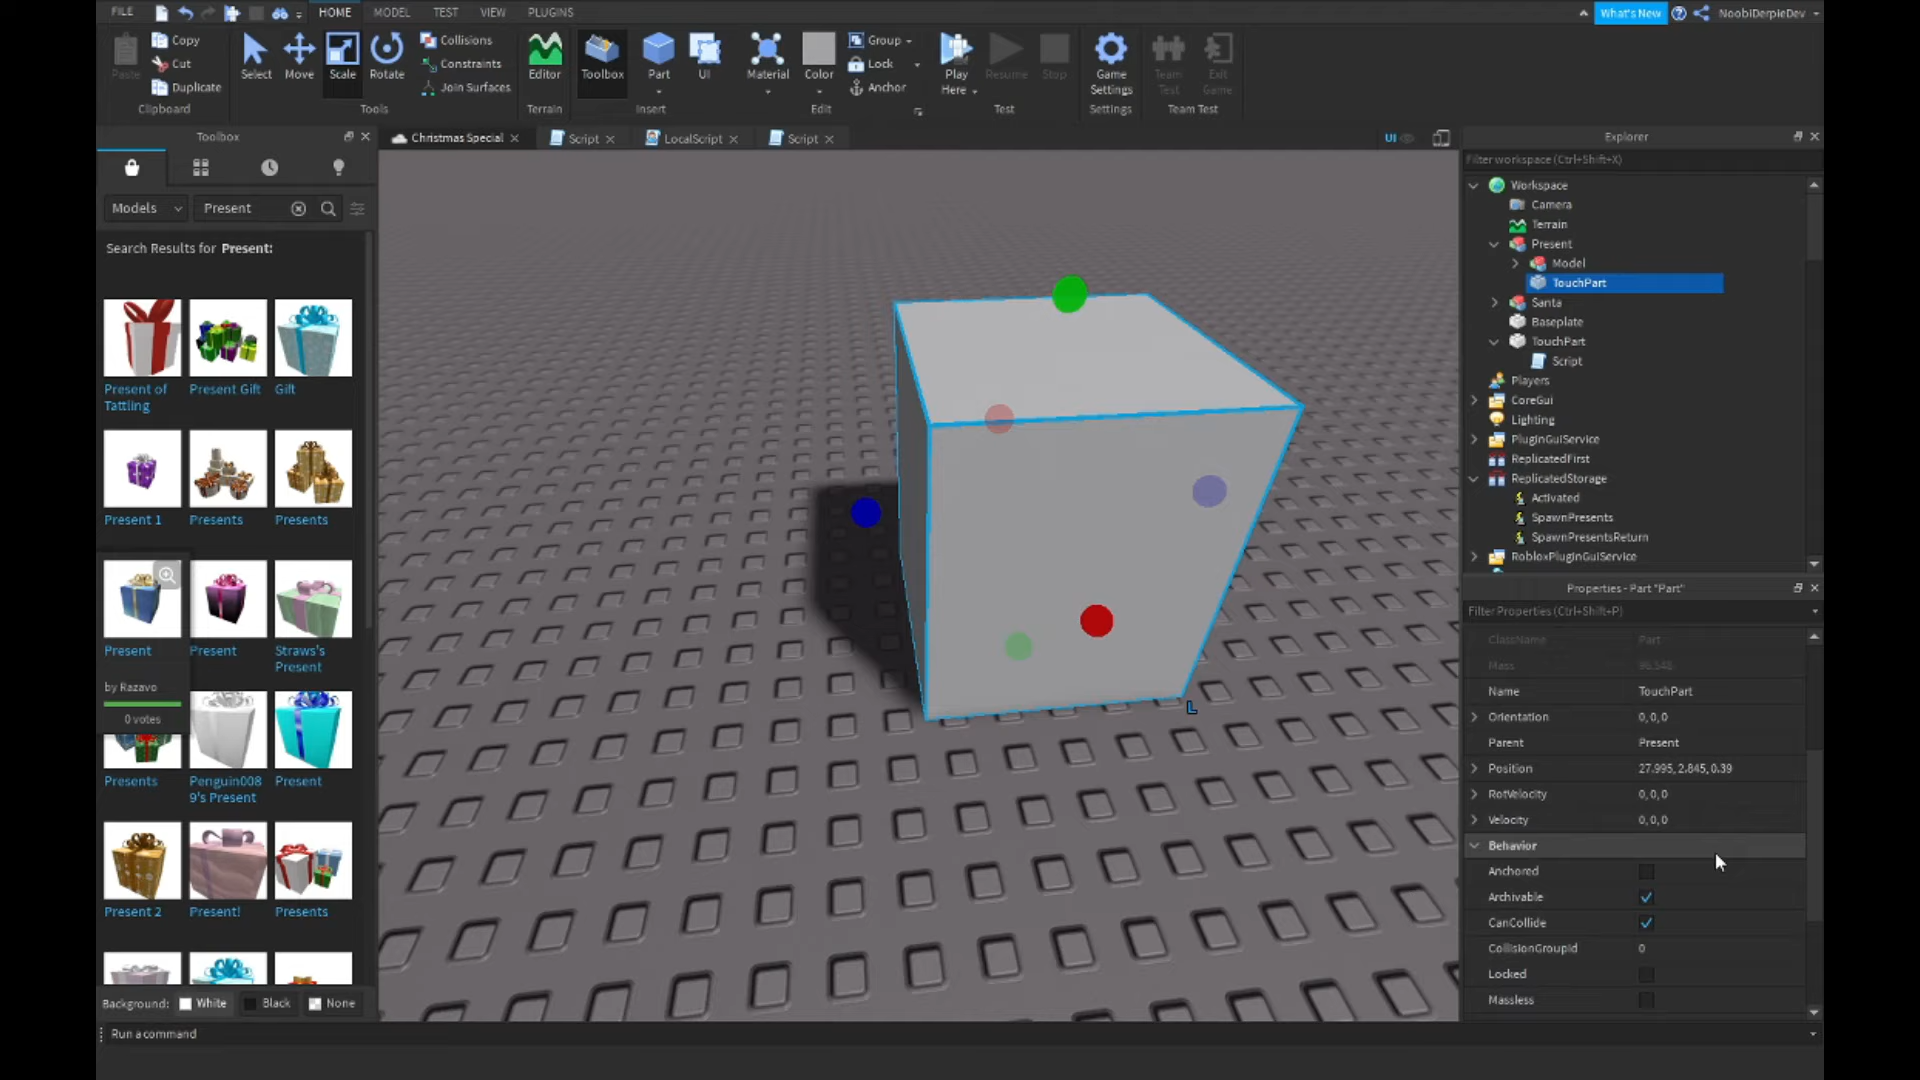 FILE HOME MODEL TEST VIEW PLUGINS What's New NoobiDerpieDev
Copy Cut Duplicate Paste Clipboard
Select Move Scale Rotate Collisions Constraints Join Surfaces Tools
Editor Terrain
Toolbox Part UI Insert
Material Color Group Lock Anchor Edit
Play Here Resume Stop Test
Game Settings Settings
Team Test Exit Game Team Test
Toolbox
Christmas Special Script LocalScript Script UI
Models Present
Search Results for Present:
Present of Tattling
Present Gift
Gift
Present 1
Presents
Presents
Present
by Razavo
0 votes
Present
Straws's Present
Presents
Penguin0089's Present
Present
Present 2
Present!
Presents
Background: White Black None
Run a command
L
Explorer
Filter workspace (Ctrl+Shift+X)
Workspace
Camera
Terrain
Present
Model
TouchPart
Santa
Baseplate
TouchPart
Script
Players
CoreGui
Lighting
PluginGuiService
ReplicatedFirst
ReplicatedStorage
Activated
SpawnPresents
SpawnPresentsReturn
RobloxPluginGuiService
Properties - Part "Part"
Filter Properties (Ctrl+Shift+P)
ClassName Part
Mass 96.548
Name TouchPart
Orientation 0, 0, 0
Parent Present
Position 27.995, 2.845, 0.39
RotVelocity 0, 0, 0
Velocity 0, 0, 0
Behavior
Anchored
Archivable
CanCollide
CollisionGroupId 0
Locked
Massless